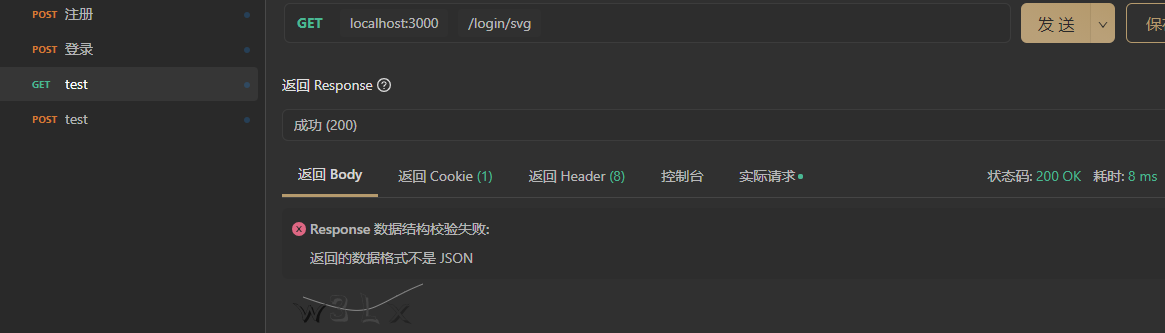 POST 注册
GET localhost:3000 /login/svg 发 送
POST 登录
GET test
返回 Response
POST test
成功 (200)
返回 Body 返回 Cookie (1) 返回 Header (8) 控制台 实际请求 状态码: 200 OK 耗时: 8 ms
Response 数据结构校验失败:
返回的数据格式不是 JSON